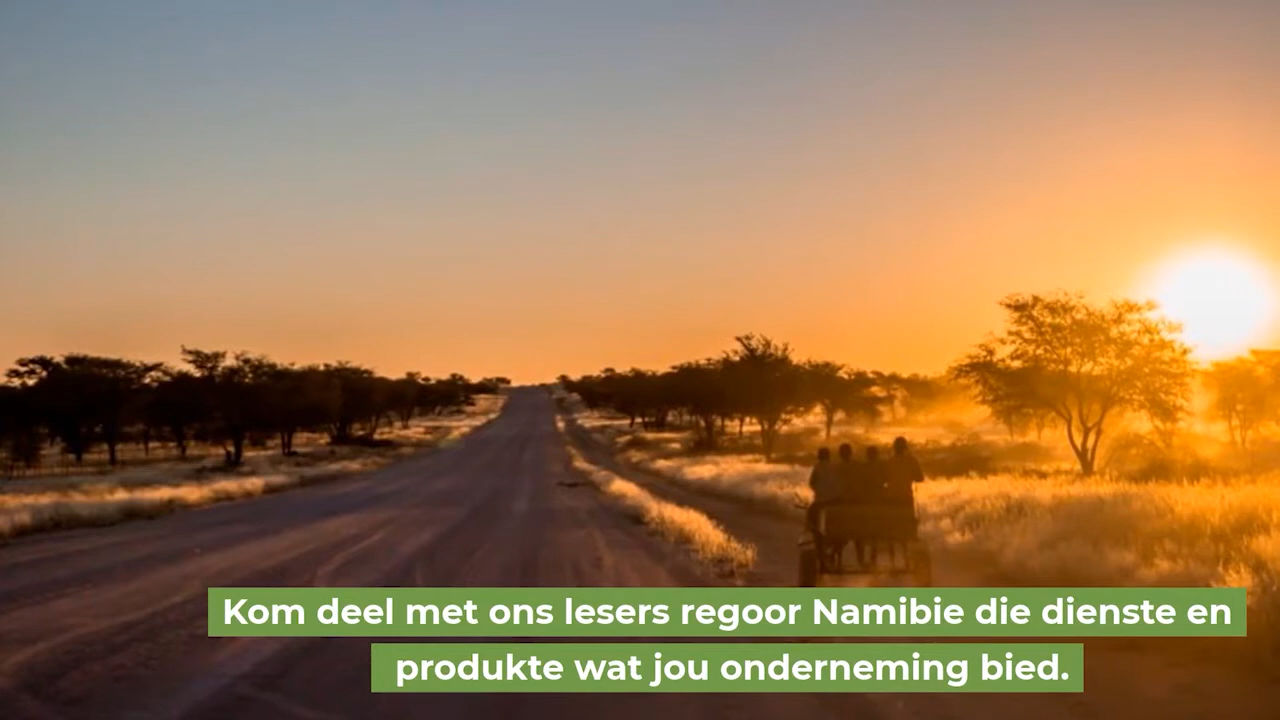 Kom deel met ons lesers regoor Namibie die dienste en
produkte wat jou onderneming bied.